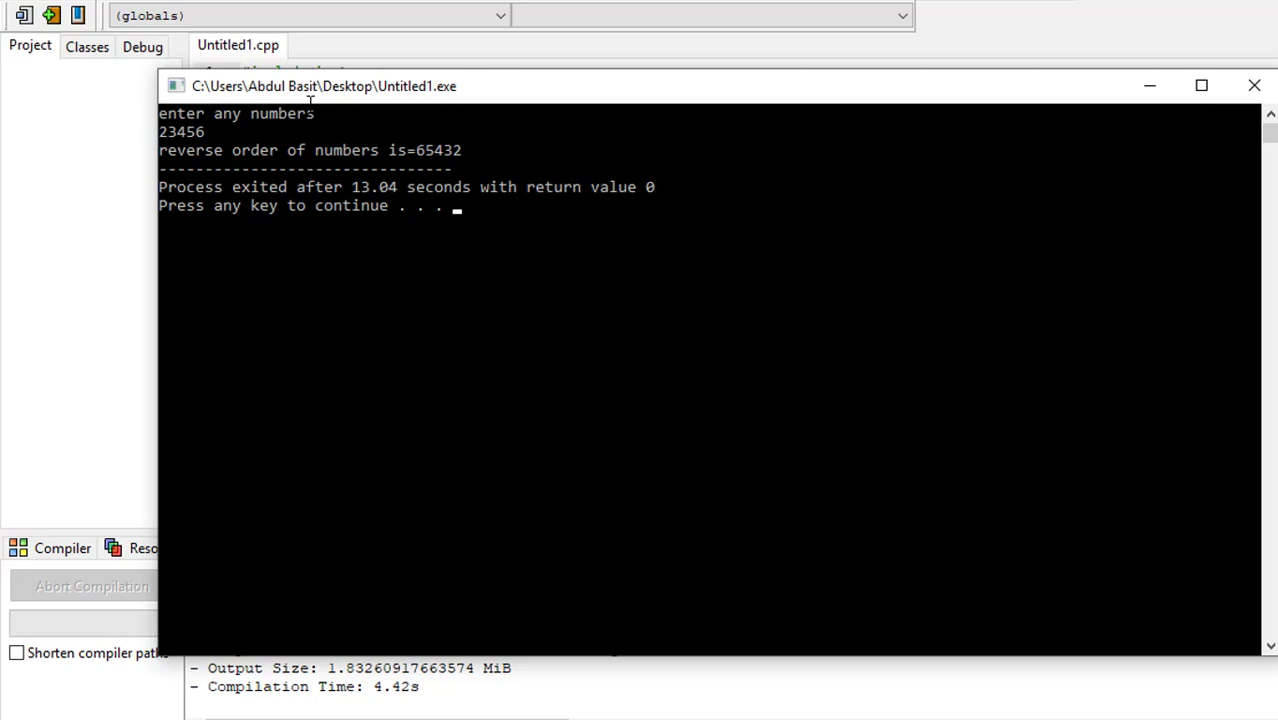 (globals)
Project Classes Debug Untitled1.cpp
C:\Users\Abdul Basit\Desktop\Untitled1.exe
enter any numbers
23456
reverse order of numbers is=65432
--------------------------------
Process exited after 13.04 seconds with return value 0
Press any key to continue . . .
Compiler Reso
Abort Compilation
Shorten compiler paths
- Output Size: 1.83260917663574 MiB
- Compilation Time: 4.42s